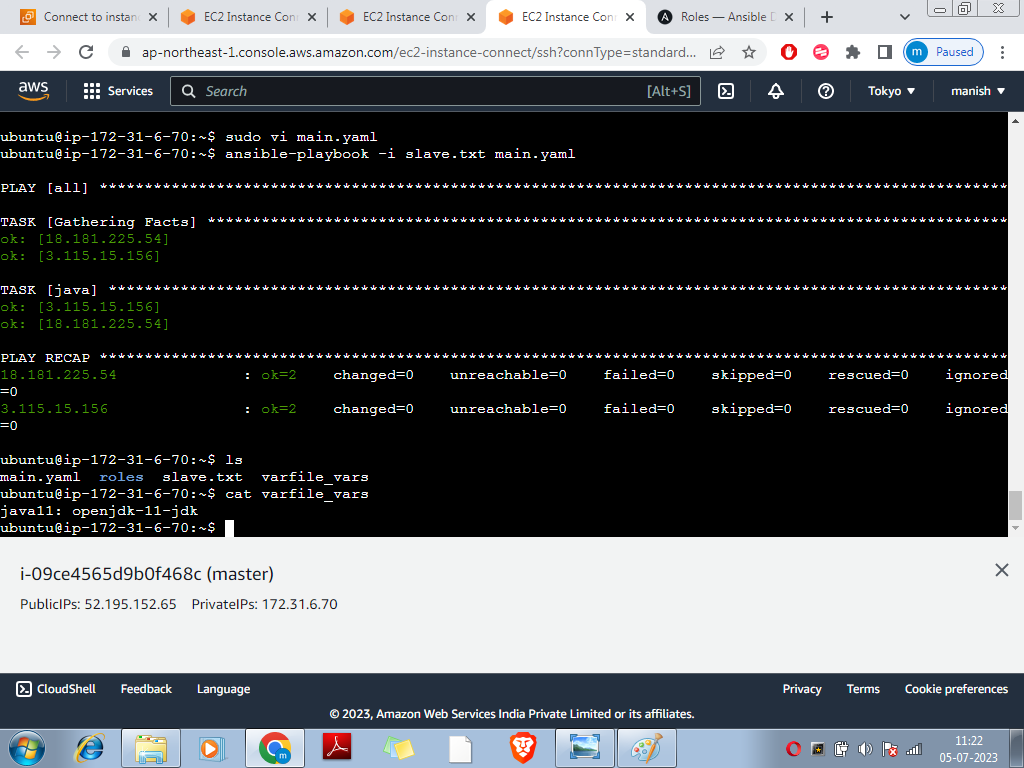 Connect to instan
EC2 Instance Con
EC2 Instance Con
EC2 Instance Con
Roles — Ansible D
ap-northeast-1.console.aws.amazon.com/ec2-instance-connect/ssh?connType=standard...
m Paused
aws
Services
Search
[Alt+S]
Tokyo ▼
manish ▼
ubuntu@ip-172-31-6-70:~$ sudo vi main.yaml
ubuntu@ip-172-31-6-70:~$ ansible-playbook -i slave.txt main.yaml
PLAY [all] *****************************************************************************************************
TASK [Gathering Facts] *****************************************************************************************
ok: [18.181.225.54]
ok: [3.115.15.156]
TASK [java] ****************************************************************************************************
ok: [3.115.15.156]
ok: [18.181.225.54]
PLAY RECAP *****************************************************************************************************
18.181.225.54 : ok=2 changed=0 unreachable=0 failed=0 skipped=0 rescued=0 ignored
=0
3.115.15.156 : ok=2 changed=0 unreachable=0 failed=0 skipped=0 rescued=0 ignored
=0
ubuntu@ip-172-31-6-70:~$ ls
main.yaml roles slave.txt varfile_vars
ubuntu@ip-172-31-6-70:~$ cat varfile_vars
java11: openjdk-11-jdk
ubuntu@ip-172-31-6-70:~$
i-09ce4565d9b0f468c (master)
PublicIPs: 52.195.152.65 PrivateIPs: 172.31.6.70
CloudShell Feedback Language Privacy Terms Cookie preferences
© 2023, Amazon Web Services India Private Limited or its affiliates.
11:22
05-07-2023